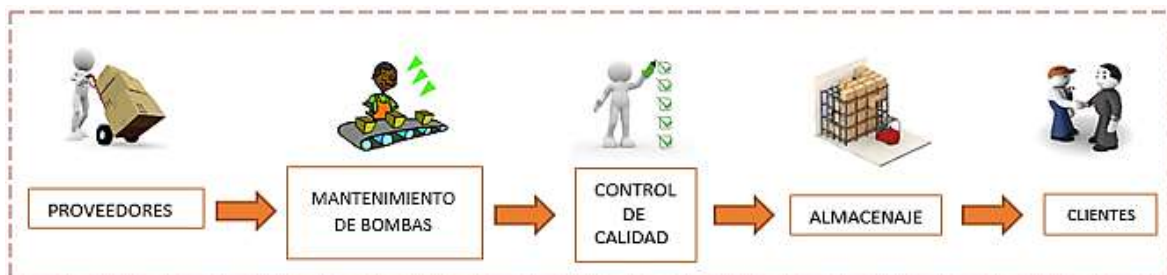 PROVEEDORES
MANTENIMIENTO
DE BOMBAS
CONTROL
DE
CALIDAD
ALMACENAJE
CLIENTES